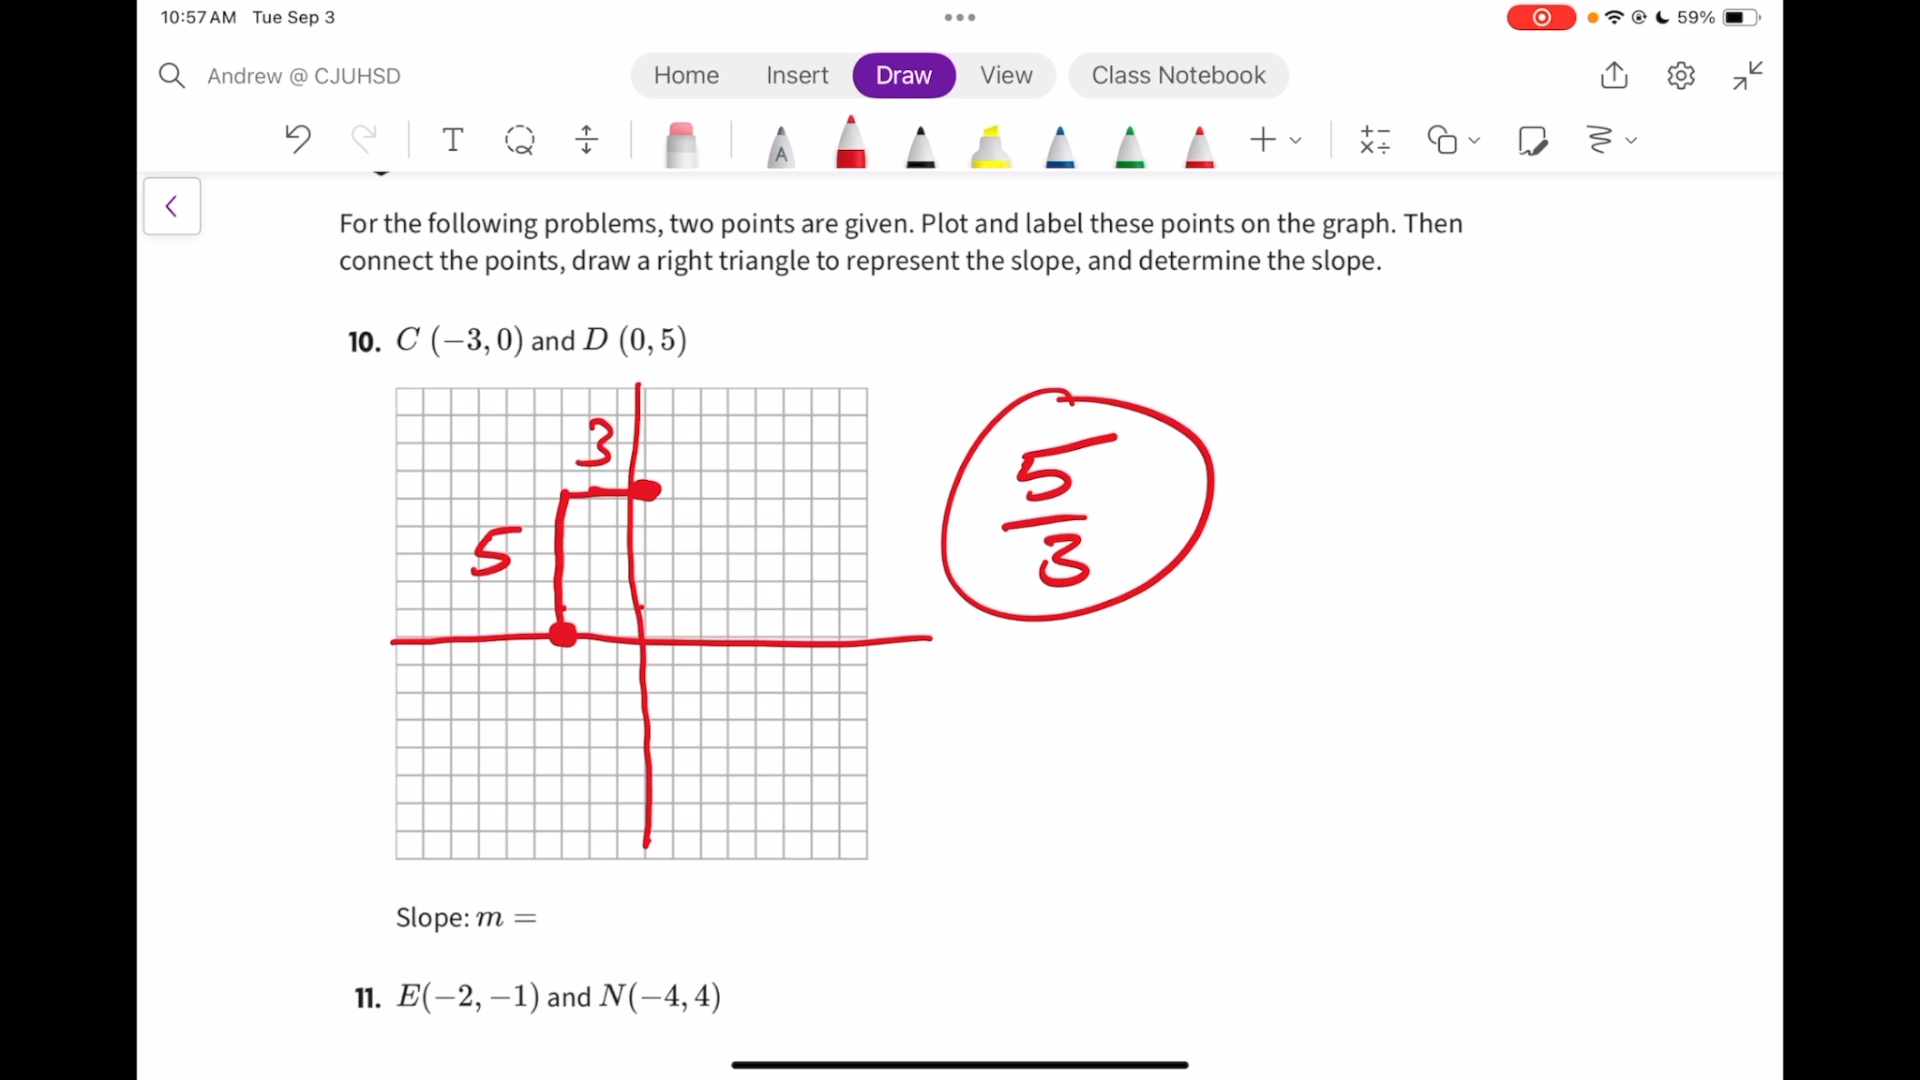 10:57 AM Tue Sep 3
59%
Andrew @ CJUHSD
Home Insert Draw View Class Notebook
T
A
For the following problems, two points are given. Plot and label these points on the graph. Then
connect the points, draw a right triangle to represent the slope, and determine the slope.
10. C (−3, 0) and D (0, 5)
3
5
5
3
Slope: m =
11. E(−2, −1) and N(−4, 4)